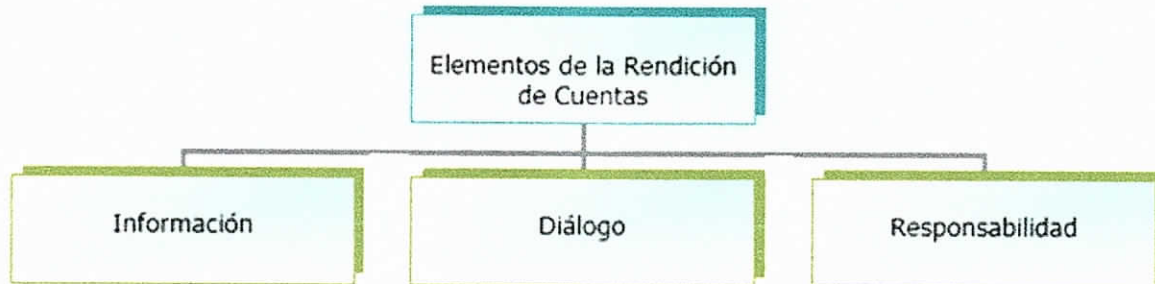 Elementos de la Rendición
de Cuentas
Información
Diálogo
Responsabilidad